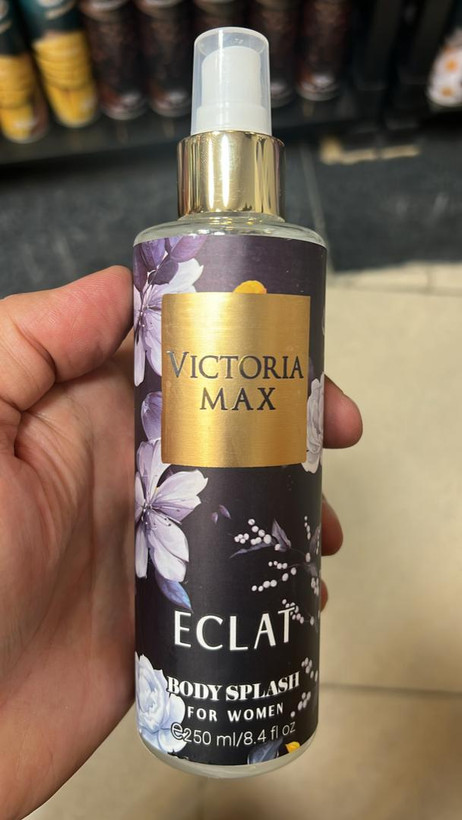 VICTORIA
MAX
ECLAT
BODY SPLASH
FOR WOMEN
℮250 ml/8.4 fl oz